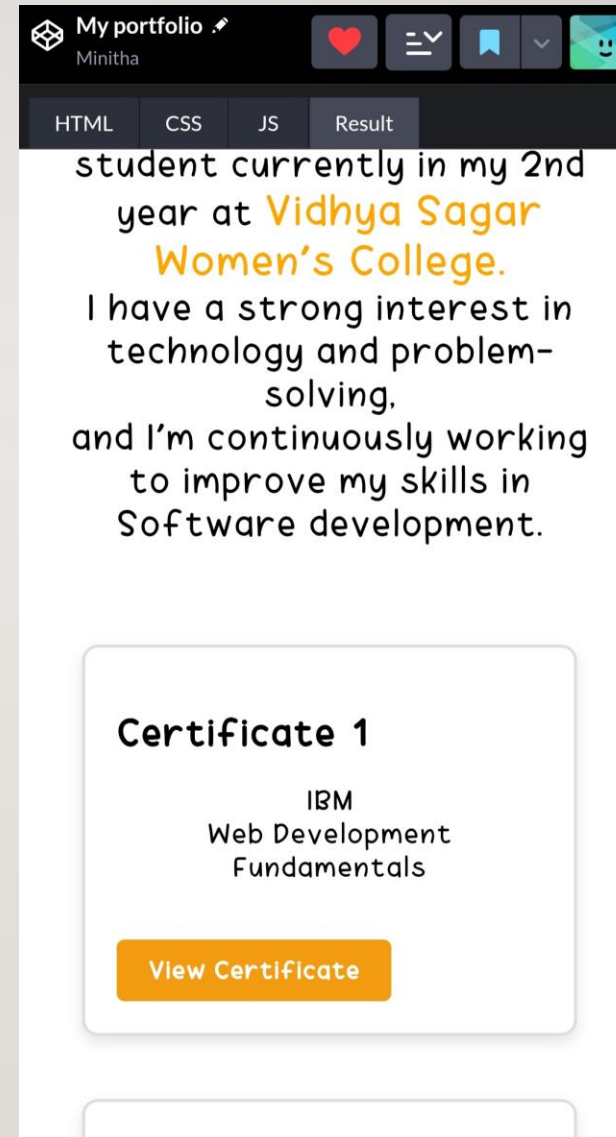 My portfolio
Minitha
HTML CSS JS Result
student currently in my 2nd
year at Vidhya Sagar
Women's College.
I have a strong interest in
technology and problem-
solving,
and I'm continuously working
to improve my skills in
Software development.
Certificate 1
IBM
Web Development
Fundamentals
View Certificate